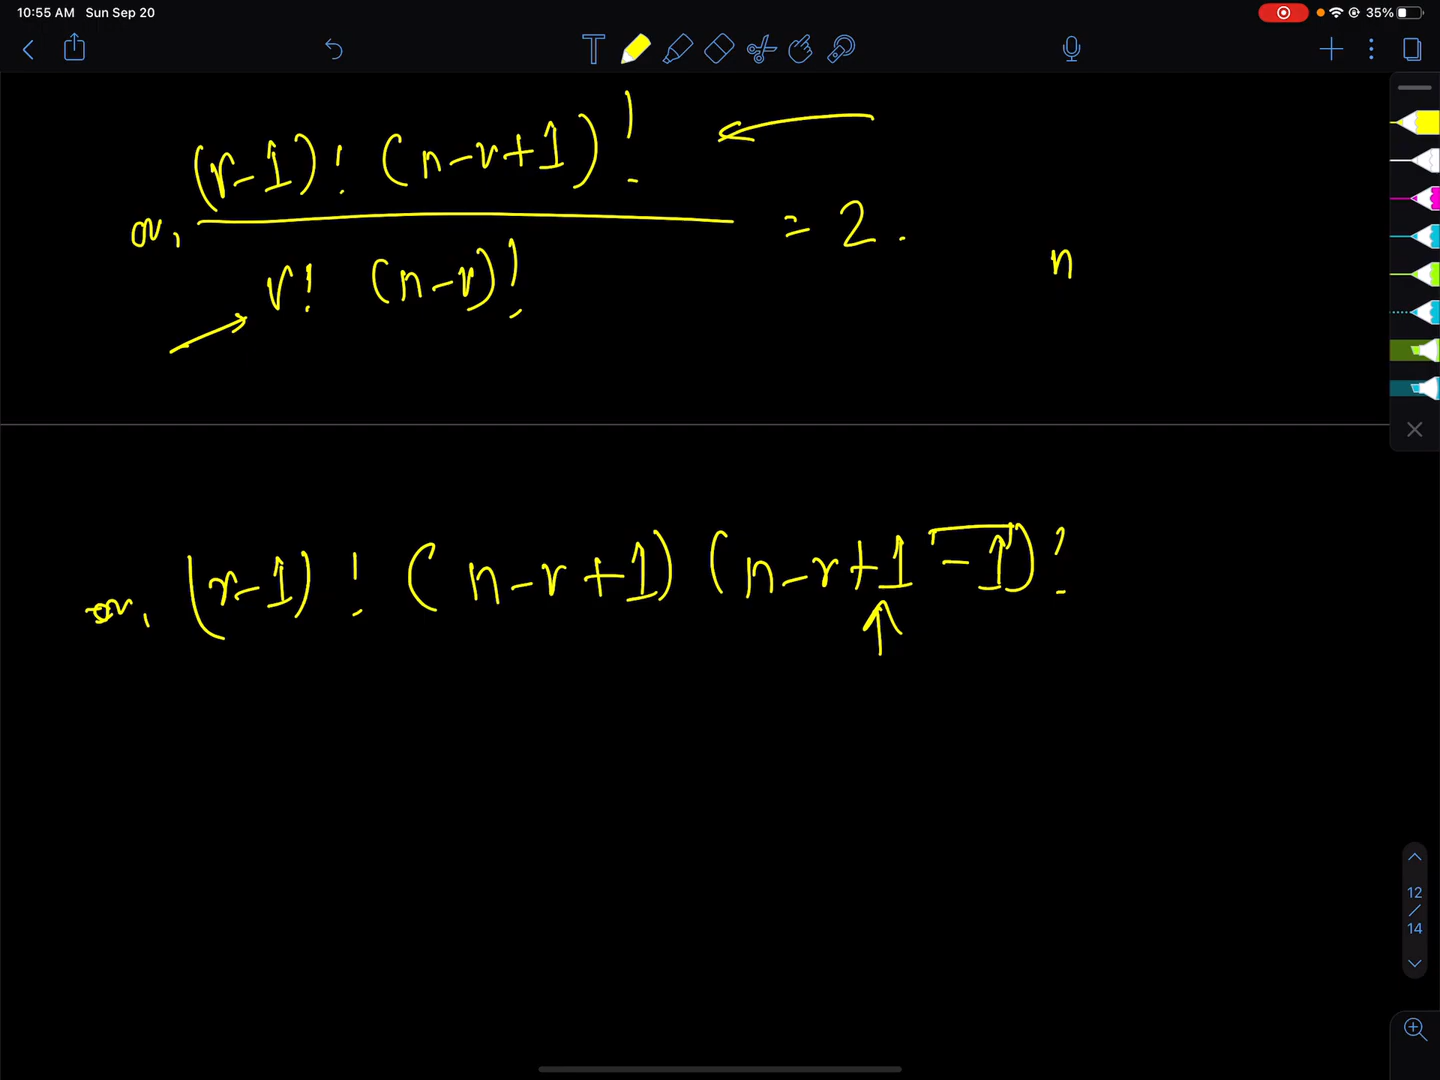 10:55 AM Sun Sep 20
35%
(r-1)! (n-r+1)!
or, = 2.
n
r! (n-r)!
or, (r-1)! (n-r+1) (n-r+1-1)!
12
/
14